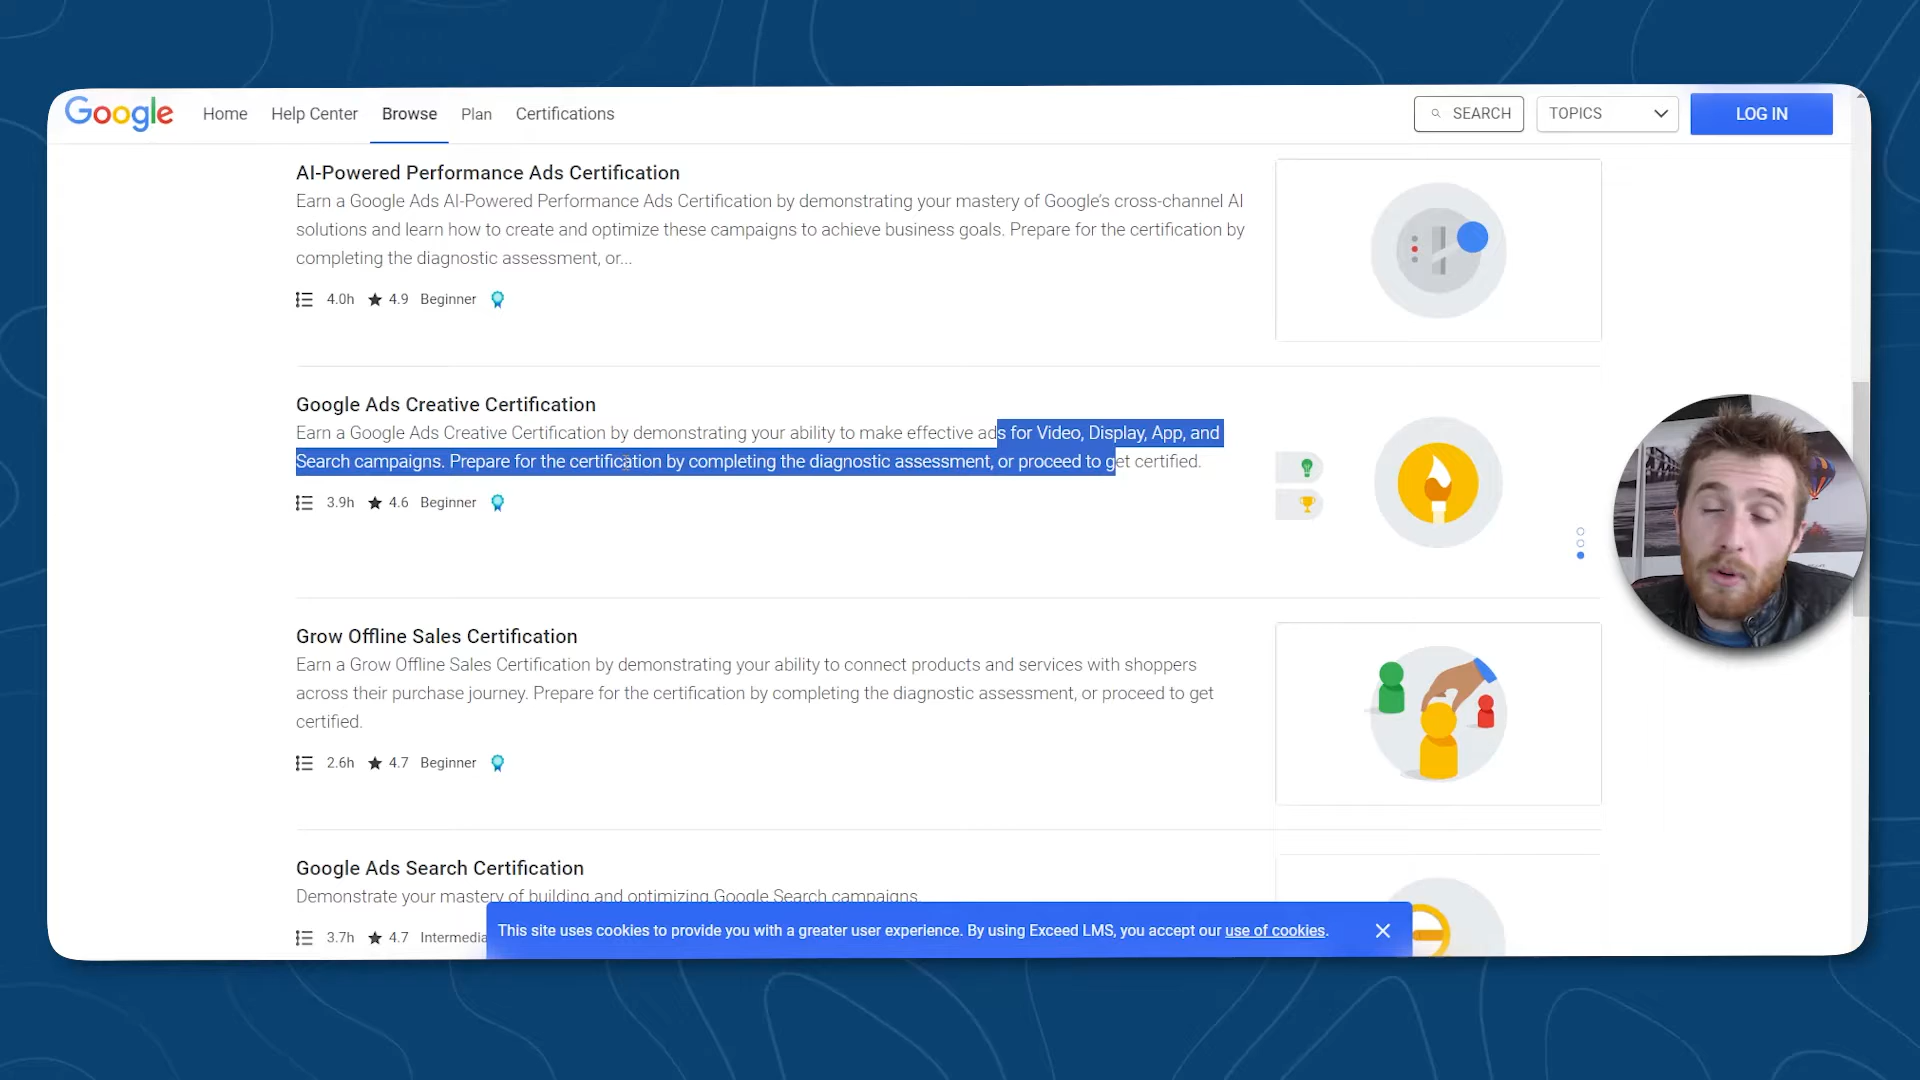 Google
Home
Help Center
Browse
Plan
Certifications
SEARCH
TOPICS
LOG IN
AI-Powered Performance Ads Certification
Earn a Google Ads AI-Powered Performance Ads Certification by demonstrating your mastery of Google's cross-channel AI
solutions and learn how to create and optimize these campaigns to achieve business goals. Prepare for the certification by
completing the diagnostic assessment, or...
4.0h 4.9 Beginner
Google Ads Creative Certification
Earn a Google Ads Creative Certification by demonstrating your ability to make effective ads for Video, Display, App, and
Search campaigns. Prepare for the certification by completing the diagnostic assessment, or proceed to get certified.
3.9h 4.6 Beginner
Grow Offline Sales Certification
Earn a Grow Offline Sales Certification by demonstrating your ability to connect products and services with shoppers
across their purchase journey. Prepare for the certification by completing the diagnostic assessment, or proceed to get
certified.
2.6h 4.7 Beginner
Google Ads Search Certification
Demonstrate your mastery of building and optimizing Google Search campaigns.
3.7h 4.7 Intermedia
This site uses cookies to provide you with a greater user experience. By using Exceed LMS, you accept our use of cookies.